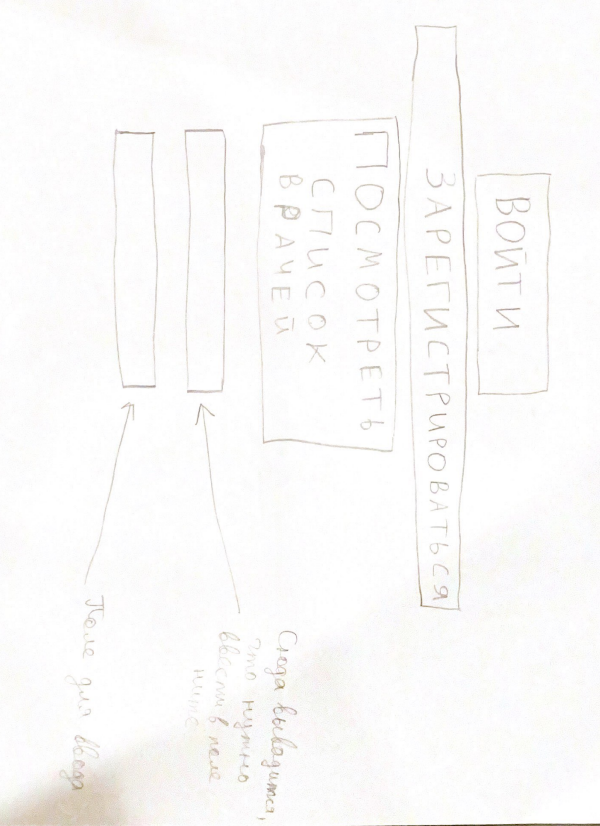 ВОЙТИ
ЗАРЕГИСТРИРОВАТЬСЯ
ПОСМОТРЕТЬ
СПИСОК
ВРАЧЕЙ
Сюда выводится,
что нужно
ввести в поле
ниже
Поле для ввода